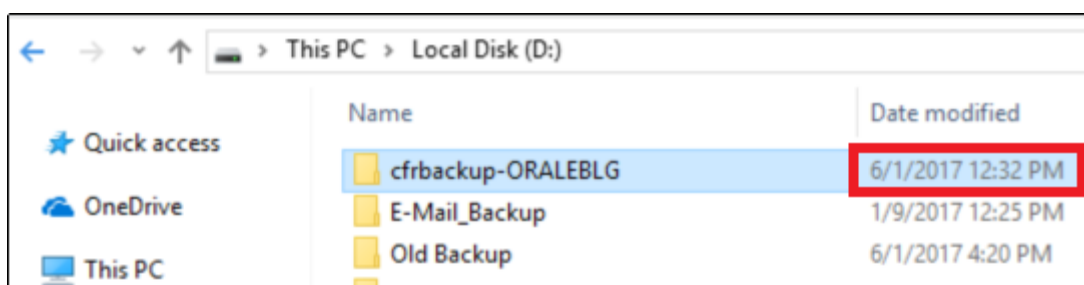 This PC > Local Disk (D:)
Name Date modified
Quick access
cfrbackup-ORALEBLG 6/1/2017 12:32 PM
OneDrive
E-Mail_Backup 1/9/2017 12:25 PM
Old Backup 6/1/2017 4:20 PM
This PC